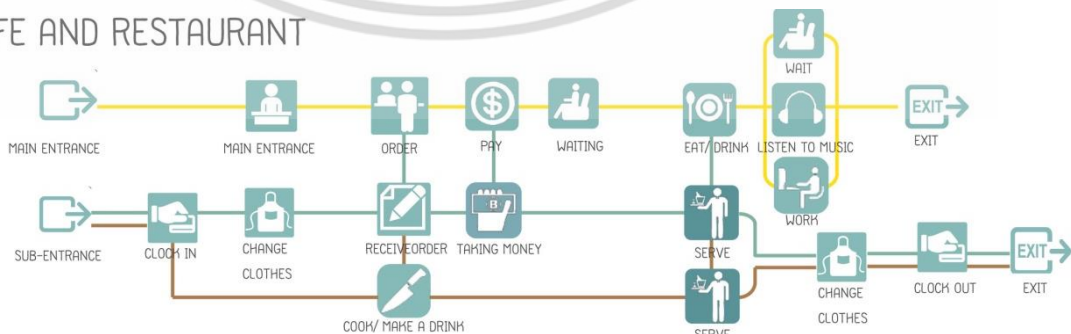 FE AND RESTAURANT
WAIT
EXIT
MAIN ENTRANCE
MAIN ENTRANCE
ORDER
PAY
WAITING
EAT/ DRINK
LISTEN TO MUSIC
EXIT
B
WORK
SUB-ENTRANCE
CLOCK IN
CHANGE
CLOTHES
RECEIVEORDER
TAKING MONEY
SERVE
EXIT
COOK/ MAKE A DRINK
SERVE
CHANGE
CLOTHES
CLOCK OUT
EXIT